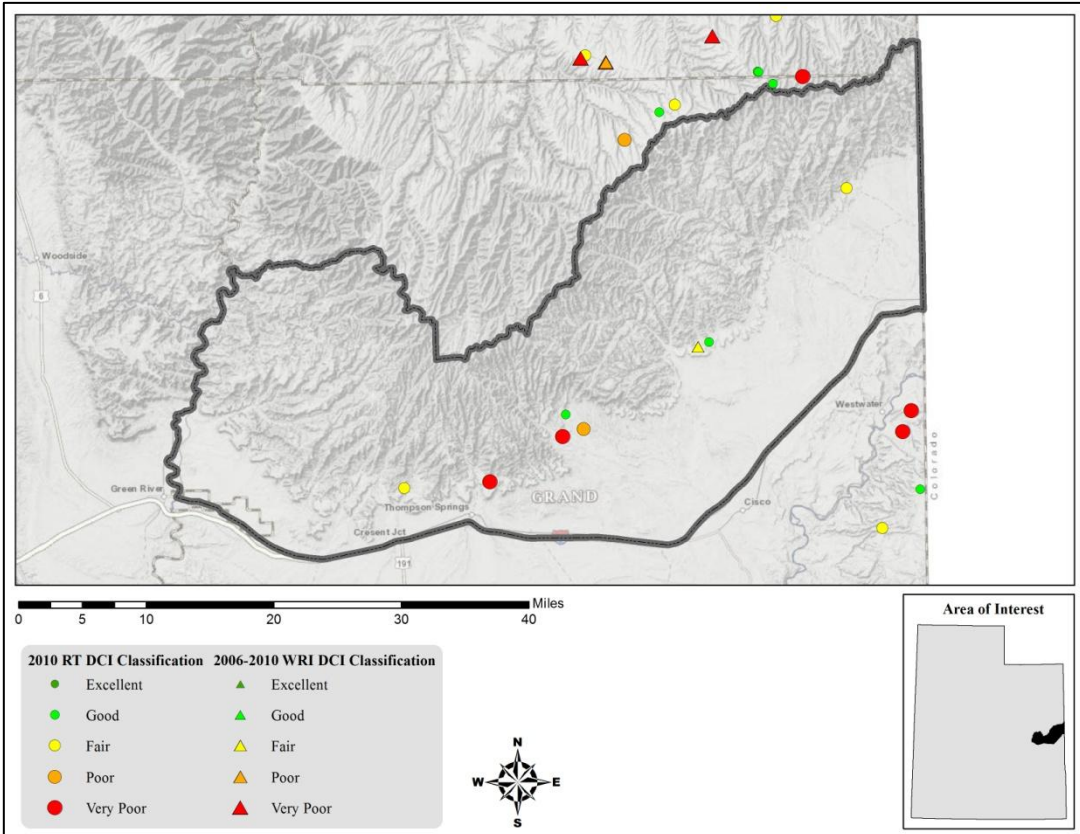 Woodside
6
Westwater
Colorado
Green River
Thompson Springs
GRAND
Cisco
Cresent Jct
191
Miles
0 5 10 20 30 40
Area of Interest
2010 RT DCI Classification 2006-2010 WRI DCI Classification
Excellent Excellent
Good Good
Fair Fair
Poor Poor
Very Poor Very Poor
N
W E
S